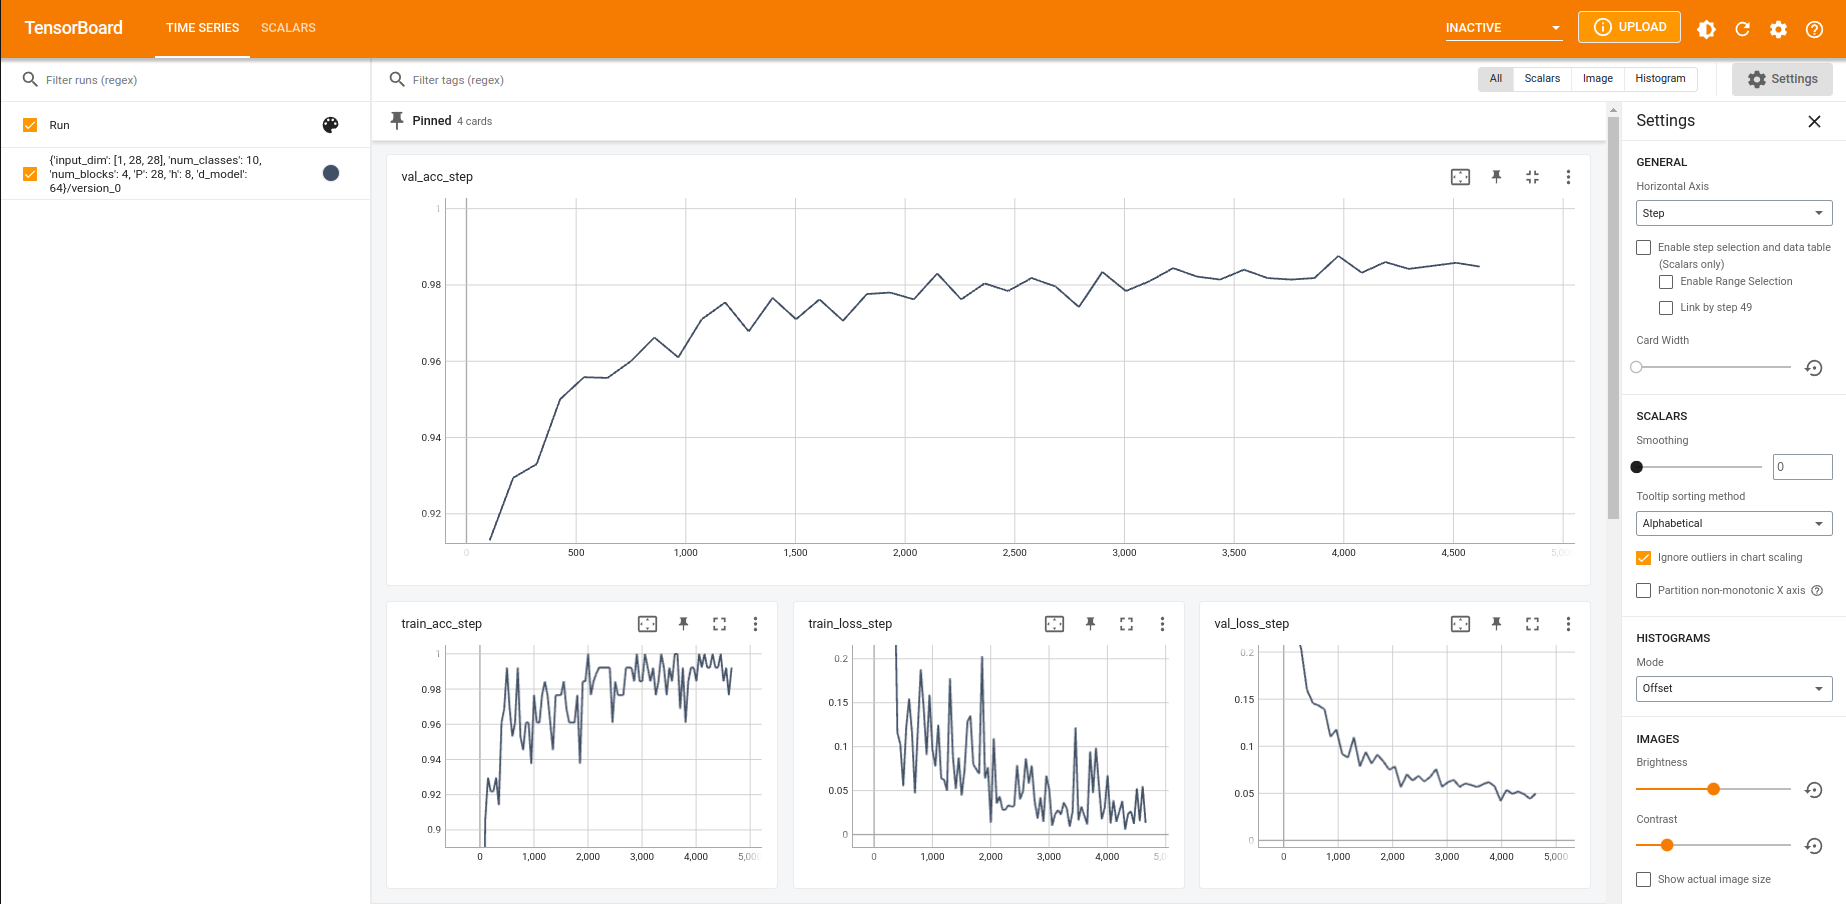 TensorBoard
TIME SERIES
SCALARS
INACTIVE
UPLOAD
Filter runs (regex)
Filter tags (regex)
All
Scalars
Image
Histogram
Settings
Run
{'input_dim': [1, 28, 28], 'num_classes': 10,
'num_blocks': 4, 'P': 28, 'h': 8, 'd_model':
64}/version_0
Pinned 4 cards
val_acc_step
1
0.98
0.96
0.94
0.92
0
500
1,000
1,500
2,000
2,500
3,000
3,500
4,000
4,500
5,00
train_acc_step
1
0.98
0.96
0.94
0.92
0.9
0
1,000
2,000
3,000
4,000
5,00
train_loss_step
0.2
0.15
0.1
0.05
0
0
1,000
2,000
3,000
4,000
5,0
val_loss_step
0.2
0.15
0.1
0.05
0
0
1,000
2,000
3,000
4,000
5,000
Settings
GENERAL
Horizontal Axis
Step
Enable step selection and data table
(Scalars only)
Enable Range Selection
Link by step 49
Card Width
SCALARS
Smoothing
0
Tooltip sorting method
Alphabetical
Ignore outliers in chart scaling
Partition non-monotonic X axis
HISTOGRAMS
Mode
Offset
IMAGES
Brightness
Contrast
Show actual image size